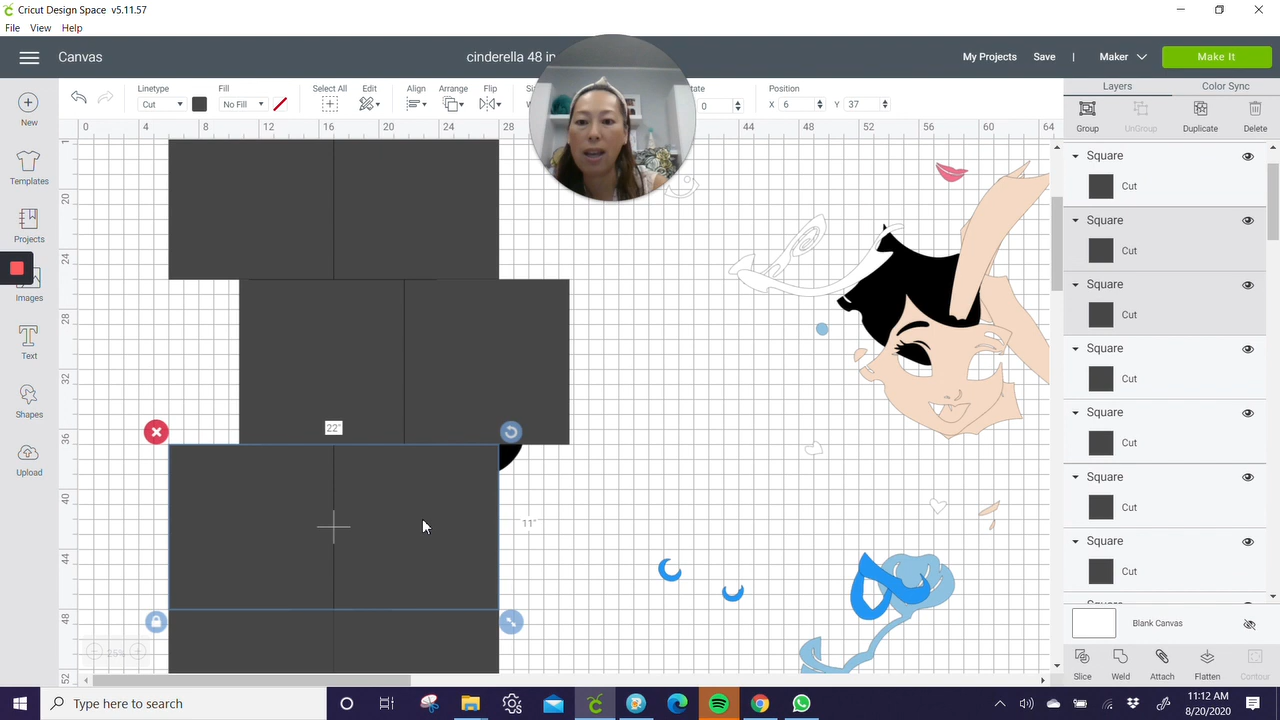 Cricut Design Space v5.11.57
File View Help
Canvas
cinderella 48 in
My Projects Save | Maker Make It
Linetype
Cut
Fill
No Fill
Select All
Edit
Align
Arrange
Flip
0
Position
X 6
Y 37
Layers Color Sync
Group UnGroup Duplicate Delete
New
Templates
Projects
Images
Text
Shapes
Upload
0 4 8 12 16 20 24 28 44 48 52 56 60 64
20
24
28
32
36
40
44
48
52
22"
11"
25%
Square
Cut
Square
Cut
Square
Cut
Square
Cut
Square
Cut
Square
Cut
Square
Cut
Blank Canvas
Slice Weld Attach Flatten Contour
Type here to search
11:12 AM
8/20/2020